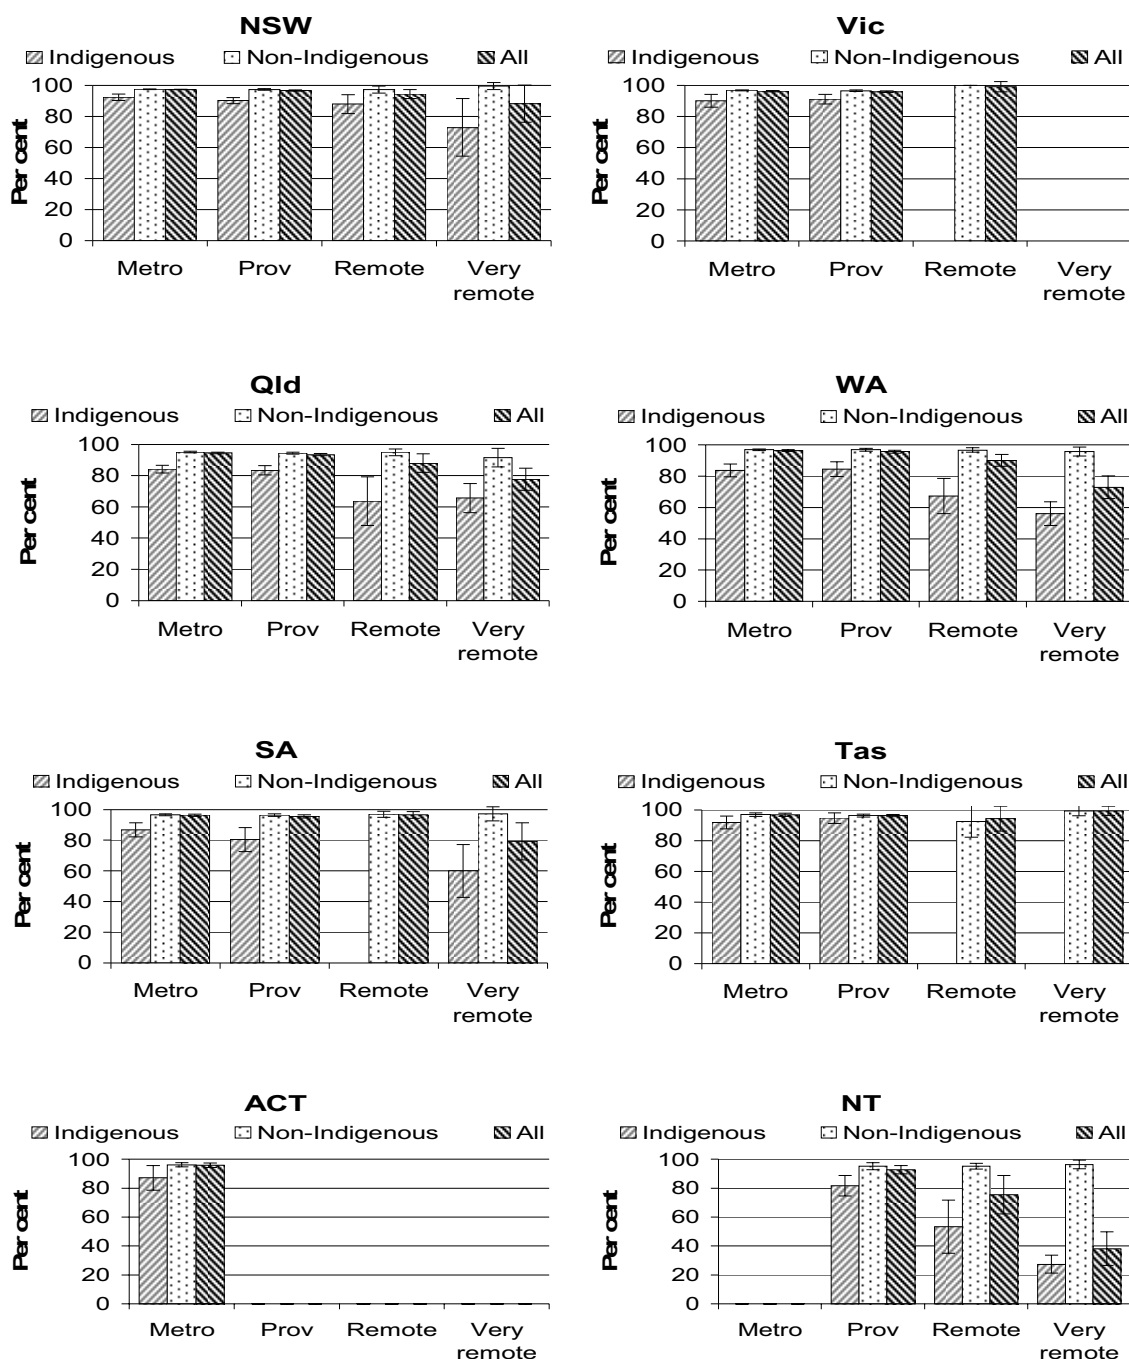 NSW
Indigenous Non-Indigenous All
Per cent
100
80
60
40
20
0
Metro Prov Remote Very remote
Vic
Indigenous Non-Indigenous All
Per cent
100
80
60
40
20
0
Metro Prov Remote Very remote
Qld
Indigenous Non-Indigenous All
Per cent
100
80
60
40
20
0
Metro Prov Remote Very remote
WA
Indigenous Non-Indigenous All
Per cent
100
80
60
40
20
0
Metro Prov Remote Very remote
SA
Indigenous Non-Indigenous All
Per cent
100
80
60
40
20
0
Metro Prov Remote Very remote
Tas
Indigenous Non-Indigenous All
Per cent
100
80
60
40
20
0
Metro Prov Remote Very remote
ACT
Indigenous Non-Indigenous All
Per cent
100
80
60
40
20
0
Metro Prov Remote Very remote
NT
Indigenous Non-Indigenous All
Per cent
100
80
60
40
20
0
Metro Prov Remote Very remote